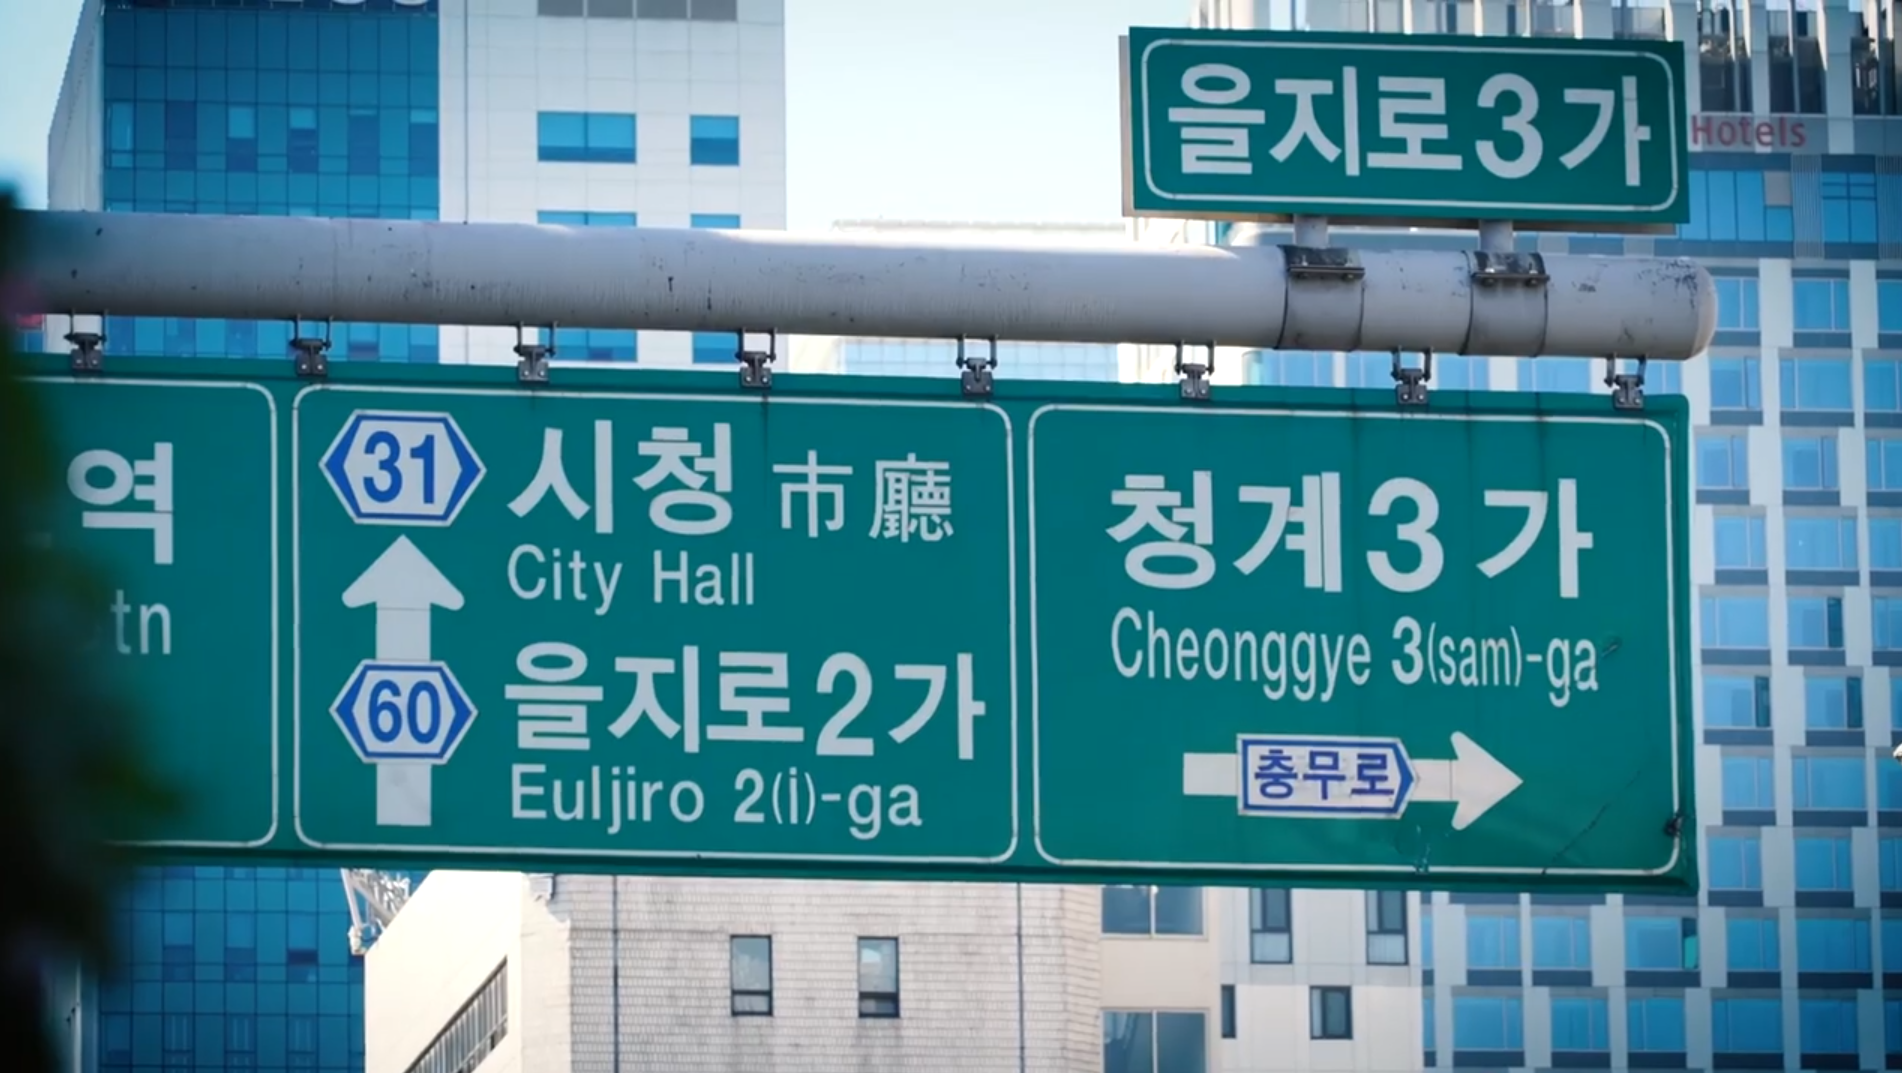 을지로3가
Hotels
역
tn
31
시청 市廳
City Hall
60
을지로2가
Euljiro 2(i)-ga
청계3가
Cheonggye 3(sam)-ga
충무로